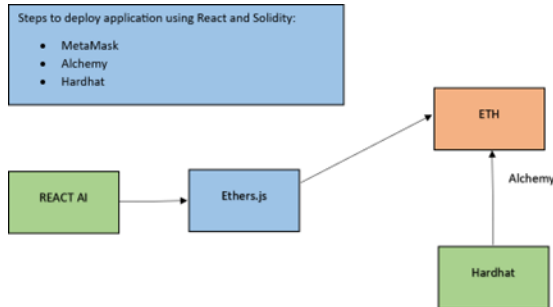 Steps to deploy application using React and Solidity:
• MetaMask
• Alchemy
• Hardhat
ETH
REACT AI
Ethers.js
Alchemy
Hardhat